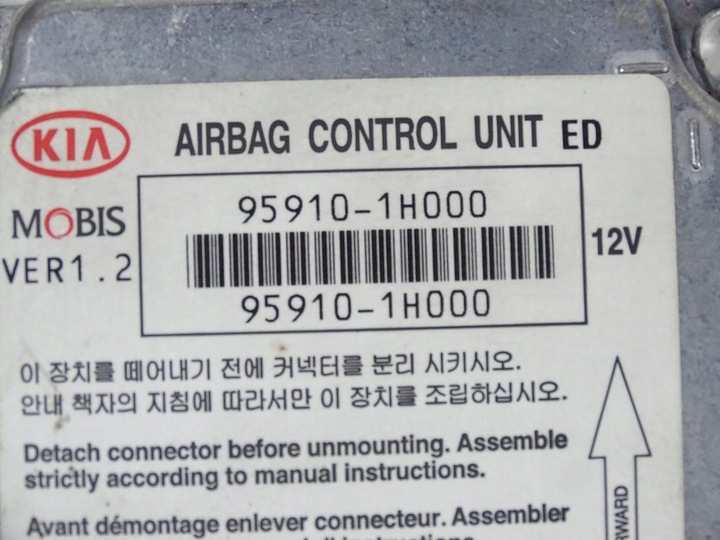 KIA
AIRBAG CONTROL UNIT ED
MOBIS
VER1.2
95910-1H000
95910-1H000
12V
이 장치를 떼어내기 전에 커넥터를 분리 시키시오.
안내 책자의 지침에 따라서만 이 장치를 조립하십시오.
Detach connector before unmounting. Assemble
strictly according to manual instructions.
Avant démontage enlever connecteur. Assembler